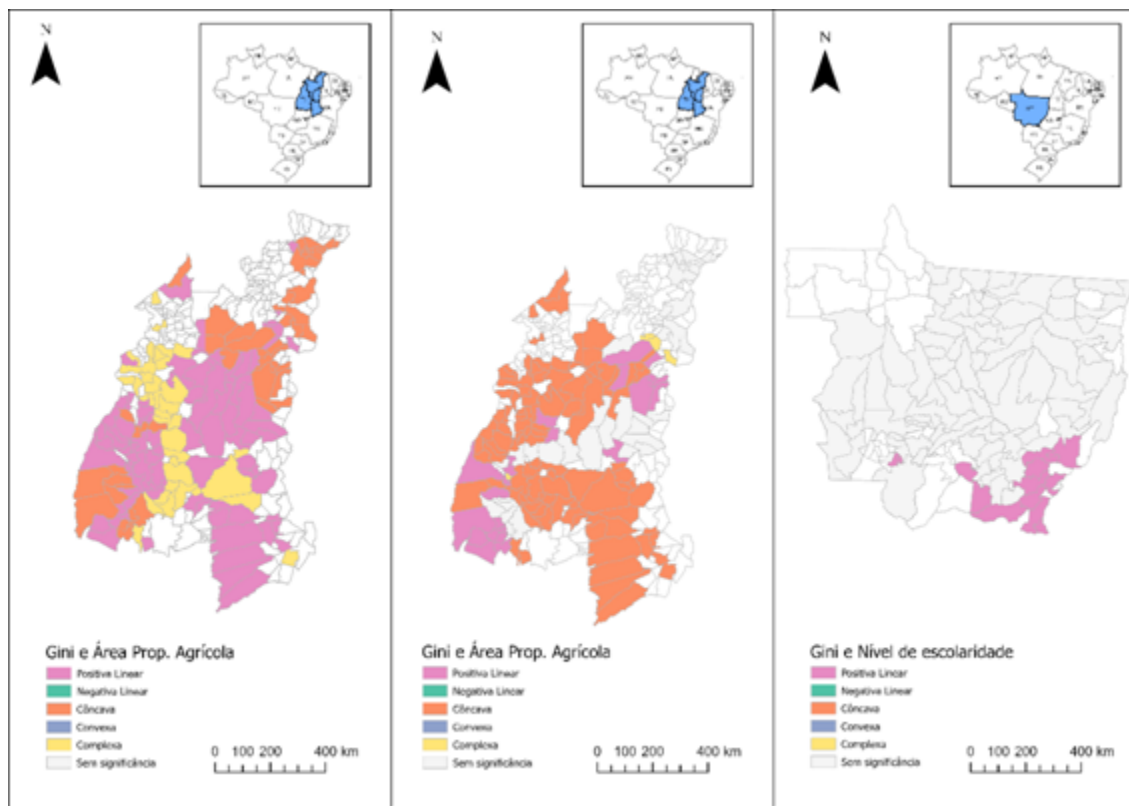 N
N
N
MT
Gini e Área Prop. Agrícola
Positiva Linear
Negativa Linear
Côncava
Convexa
Complexa
Sem significância
0 100 200 400 km
Gini e Área Prop. Agrícola
Positiva Linear
Negativa Linear
Côncava
Convexa
Complexa
Sem significância
0 100 200 400 km
Gini e Nível de escolaridade
Positiva Linear
Negativa Linear
Côncava
Convexa
Complexa
Sem significância
0 100 200 400 km